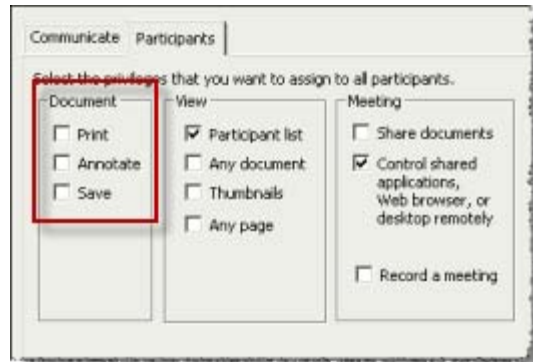 Communicate Participants
Select the privileges that you want to assign to all participants.
Document
Print
Annotate
Save
View
Participant list
Any document
Thumbnails
Any page
Meeting
Share documents
Control shared
applications,
Web browser, or
desktop remotely
Record a meeting